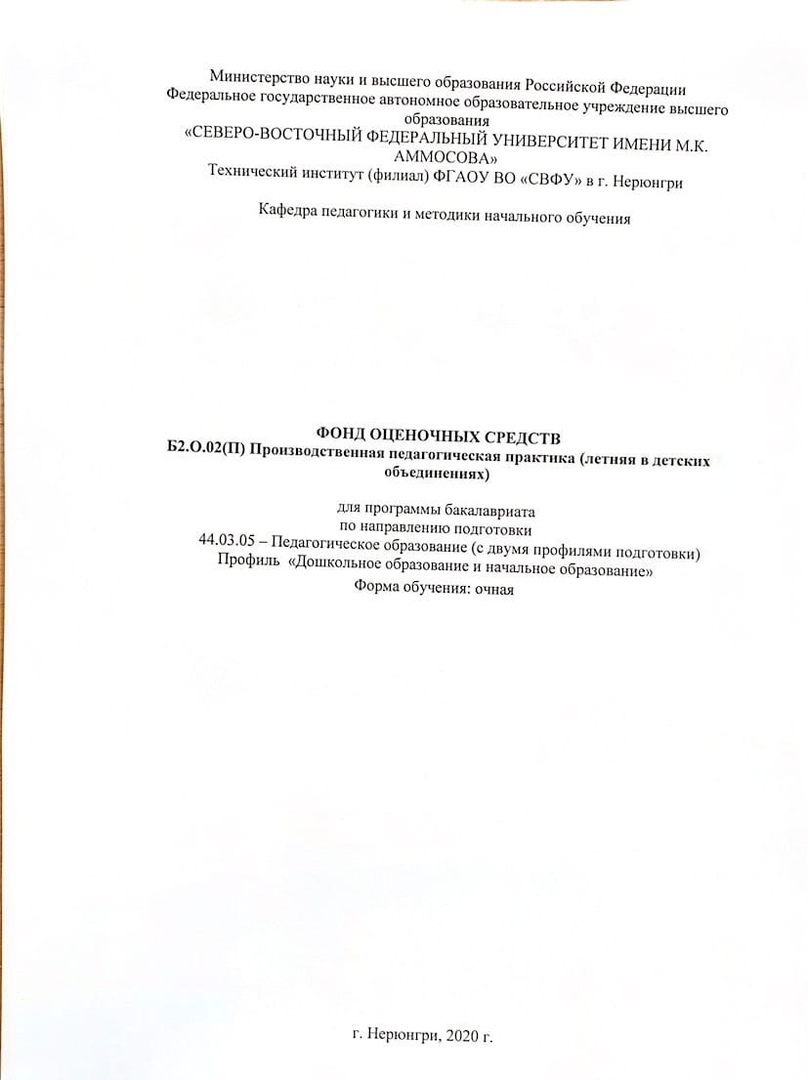 Министерство науки и высшего образования Российской Федерации
Федеральное государственное автономное образовательное учреждение высшего
образования
«СЕВЕРО-ВОСТОЧНЫЙ ФЕДЕРАЛЬНЫЙ УНИВЕРСИТЕТ ИМЕНИ М.К.
АММОСОВА»
Технический институт (филиал) ФГАОУ ВО «СВФУ» в г. Нерюнгри
Кафедра педагогики и методики начального обучения
ФОНД ОЦЕНОЧНЫХ СРЕДСТВ
Б2.О.02(П) Производственная педагогическая практика (летняя в детских
объединениях)
для программы бакалавриата
по направлению подготовки
44.03.05 – Педагогическое образование (с двумя профилями подготовки)
Профиль «Дошкольное образование и начальное образование»
Форма обучения: очная
г. Нерюнгри, 2020 г.